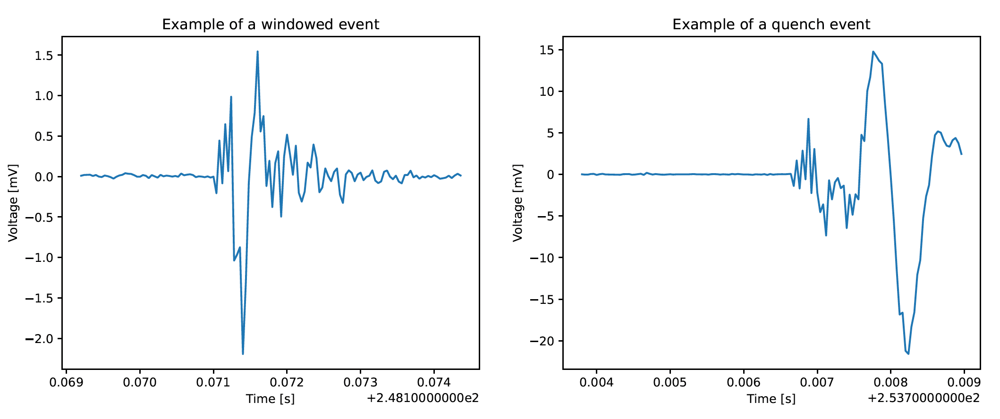 Example of a windowed event
1.5
1.0
0.5
0.0
−0.5
−1.0
−1.5
−2.0
Voltage [mV]
0.069 0.070 0.071 0.072 0.073 0.074
Time [s]
+2.4810000000e2
Example of a quench event
15
10
5
0
−5
−10
−15
−20
Voltage [mV]
0.004 0.005 0.006 0.007 0.008 0.009
Time [s]
+2.5370000000e2